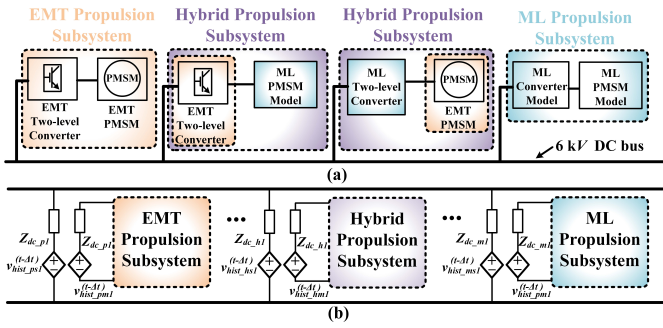 EMT Propulsion
Subsystem
Hybrid Propulsion
Subsystem
Hybrid Propulsion
Subsystem
ML Propulsion
Subsystem
PMSM
EMT
Two-level
Converter
EMT
PMSM
EMT
Two-level
Converter
ML
PMSM
Model
ML
Two-level
Converter
PMSM
EMT
PMSM
ML
Converter
Model
ML
PMSM
Model
6 kV DC bus
(a)
Z_dc_p1
Z_dc_p1
v_hist_ps1^(t-Δt)
v_hist_pm1^(t-Δt)
EMT
Propulsion
Subsystem
•••
Z_dc_h1
Z_dc_h1
v_hist_hs1^(t-Δt)
v_hist_hm1^(t-Δt)
Hybrid
Propulsion
Subsystem
•••
Z_dc_m1
Z_dc_m1
v_hist_ms1^(t-Δt)
v_hist_pm1^(t-Δt)
ML
Propulsion
Subsystem
(b)